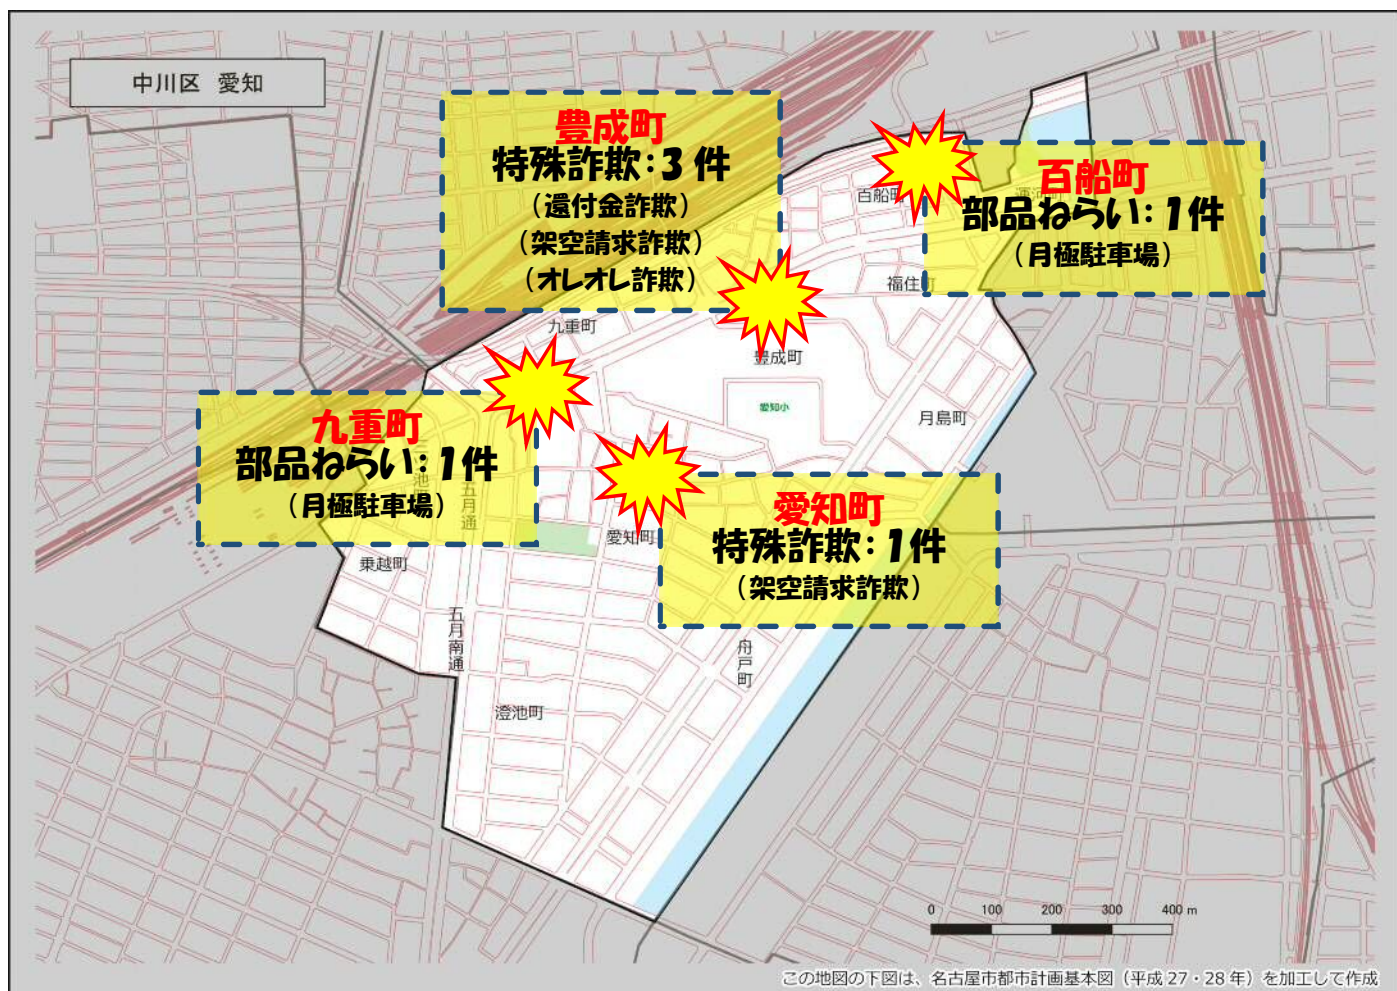 中川区 愛知
豊成町
特殊詐欺：3件
（還付金詐欺）
（架空請求詐欺）
（オレオレ詐欺）
百船町
部品ねらい：1件
（月極駐車場）
百船町
運河町
福住町
九重町
豊成町
愛知小
月島町
九重町
部品ねらい：1件
（月極駐車場）
五月通
愛知町
特殊詐欺：1件
（架空請求詐欺）
愛知町
乗越町
五月南通
舟戸町
澄池町
0 100 200 300 400 m
この地図の下図は、名古屋市都市計画基本図（平成27・28年）を加工して作成